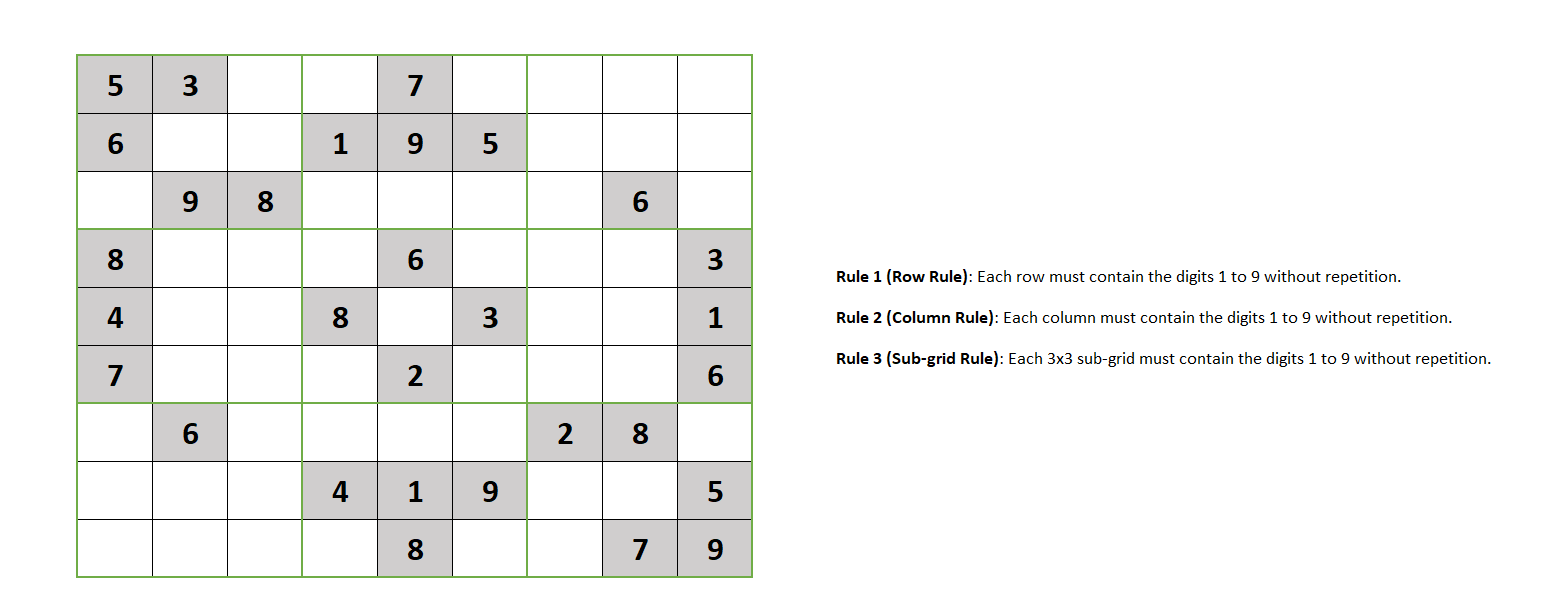 5 3 7
6 1 9 5
9 8 6
8 6 3
4 8 3 1
7 2 6
6 2 8
4 1 9 5
8 7 9
Rule 1 (Row Rule): Each row must contain the digits 1 to 9 without repetition.
Rule 2 (Column Rule): Each column must contain the digits 1 to 9 without repetition.
Rule 3 (Sub-grid Rule): Each 3x3 sub-grid must contain the digits 1 to 9 without repetition.